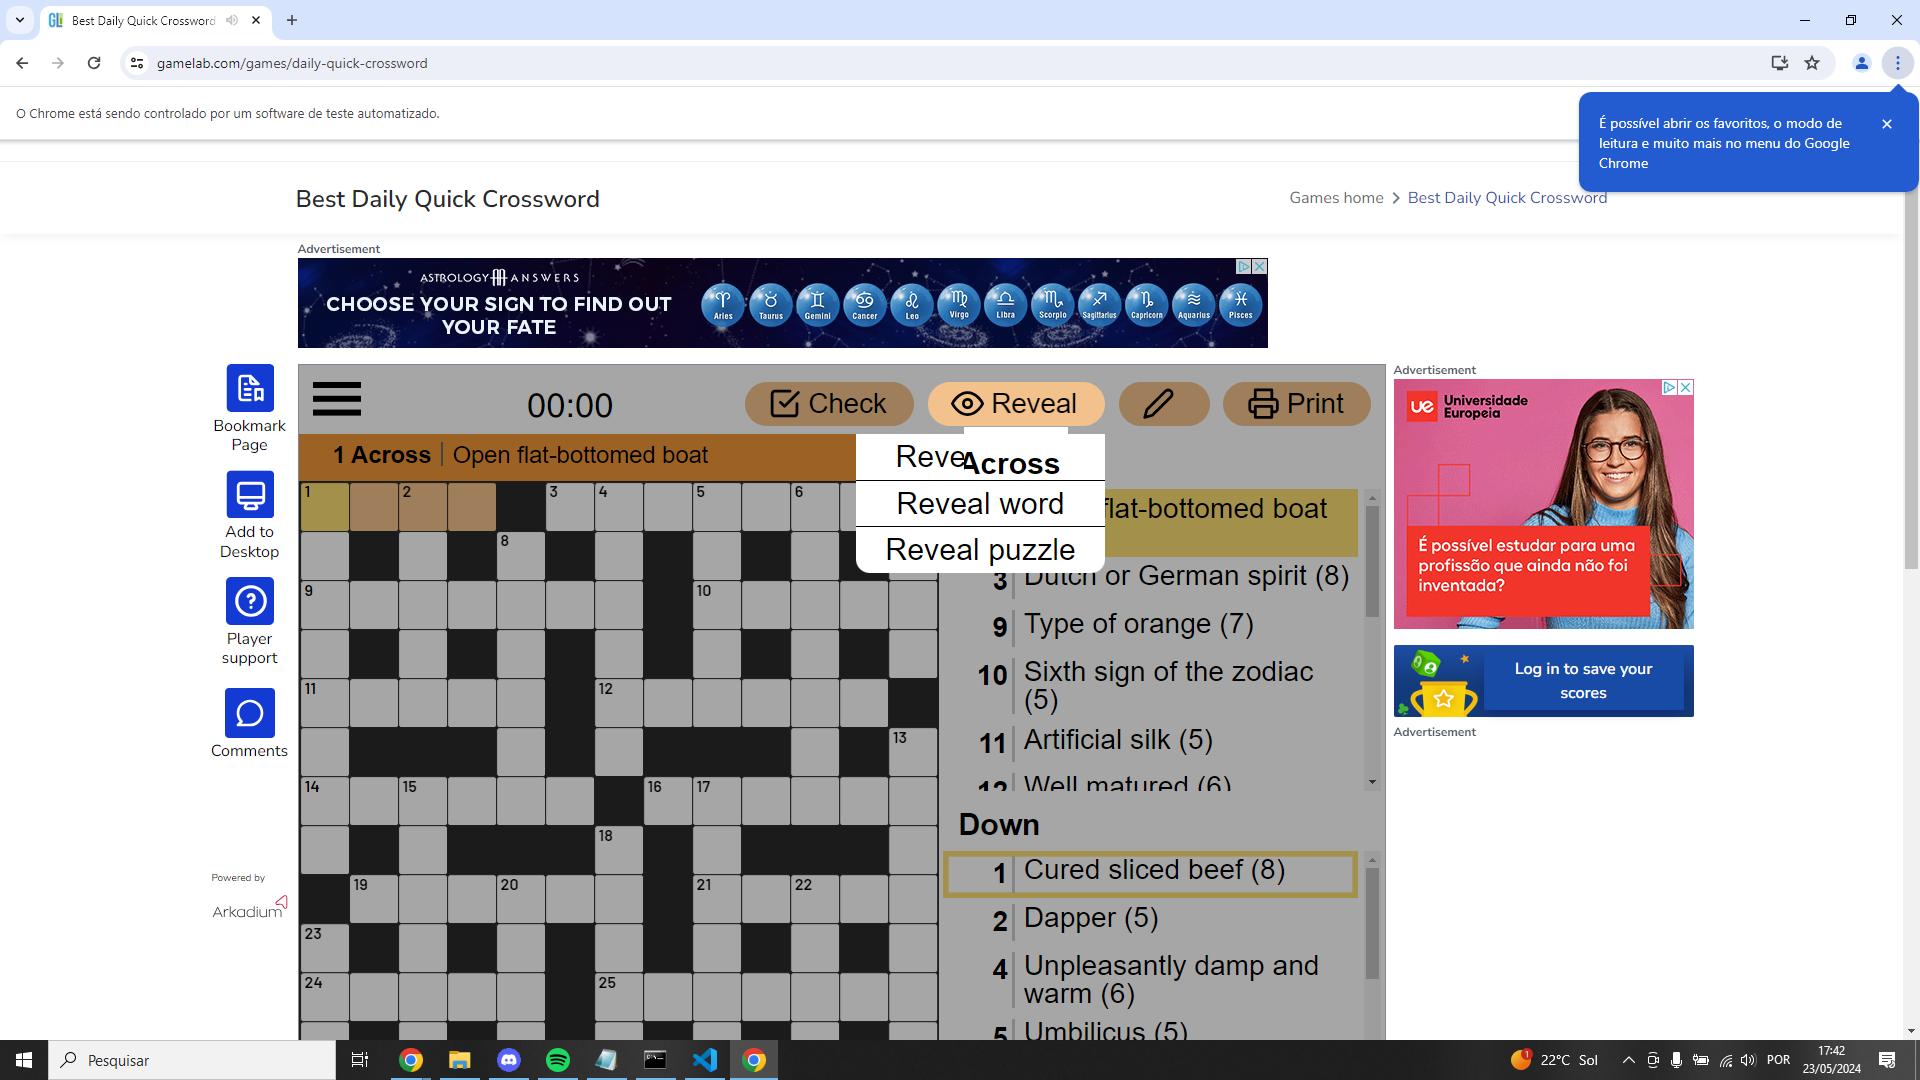 Best Daily Quick Crossword
gamelab.com/games/daily-quick-crossword
O Chrome está sendo controlado por um software de teste automatizado.
É possível abrir os favoritos, o modo de
leitura e muito mais no menu do Google
Chrome
Best Daily Quick Crossword
Games home > Best Daily Quick Crossword
Advertisement
ASTROLOGY ANSWERS
CHOOSE YOUR SIGN TO FIND OUT
YOUR FATE
Aries Taurus Gemini Cancer Leo Virgo Libra Scorpio Sagittarius Capricorn Aquarius Pisces
Bookmark
Page
Add to
Desktop
Player
support
Comments
Powered by
Arkadium
00:00
Check
Reveal
Print
1 Across
Open flat-bottomed boat
Reve
Reveal word
Reveal puzzle
1 2 3 4 5 6
8
9 10
11 12
13
14 15 16 17
18
19 20 21 22
23
24 25
Across
flat-bottomed boat
3 Dutch or German spirit (8)
9 Type of orange (7)
10 Sixth sign of the zodiac
(5)
11 Artificial silk (5)
12 Well matured (6)
Down
1 Cured sliced beef (8)
2 Dapper (5)
4 Unpleasantly damp and
warm (6)
5 Umbilicus (5)
Advertisement
ue Universidade
Europeia
É possível estudar para uma
profissão que ainda não foi
inventada?
Log in to save your
scores
Advertisement
Pesquisar
1
22°C Sol
POR
17:42
23/05/2024